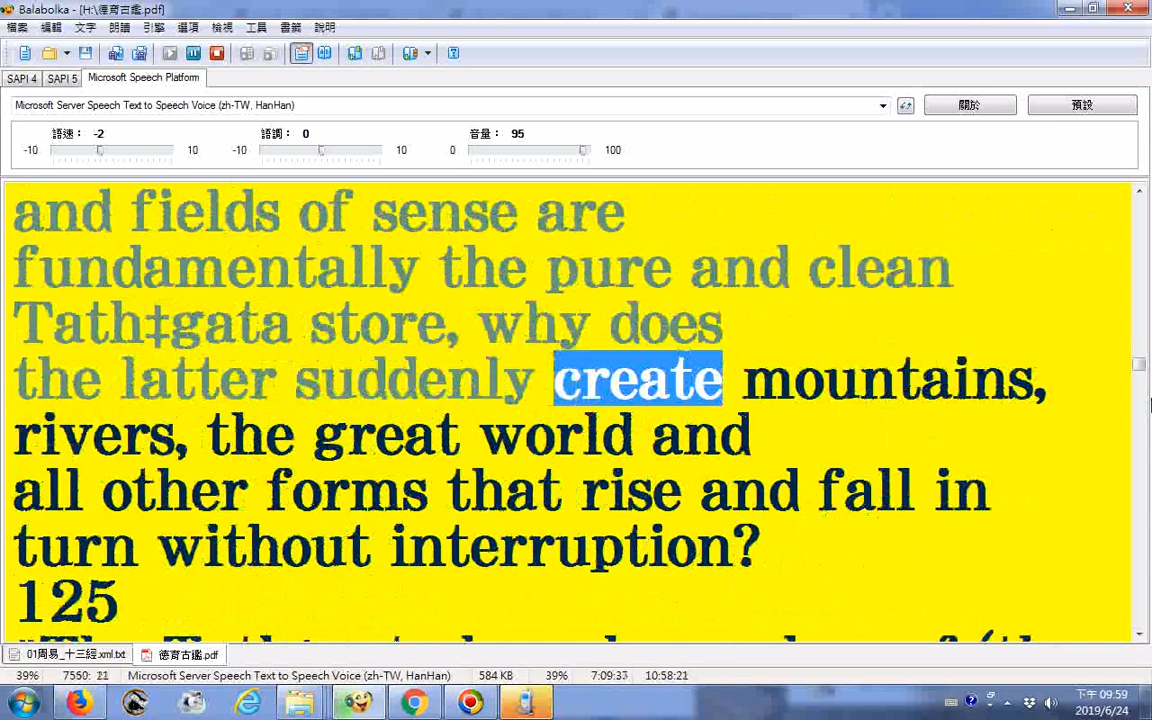 Balabolka - [H:\德育古鑑.pdf]
檔案 編輯 文字 朗讀 引擎 選項 檢視 工具 書籤 說明
SAPI 4 SAPI 5 Microsoft Speech Platform
Microsoft Server Speech Text to Speech Voice (zh-TW, HanHan) 關於 預設
語速： -2 語調： 0 音量： 95
-10 10 -10 10 0 100
and fields of sense are
fundamentally the pure and clean
Tath‡gata store, why does
the latter suddenly create mountains,
rivers, the great world and
all other forms that rise and fall in
turn without interruption?
125
01周易_十三經.xml.txt 德育古鑑.pdf
39% 7550: 21 Microsoft Server Speech Text to Speech Voice (zh-TW, HanHan) 584 KB 39% 7:09:33 10:58:21
下午 09:59
2019/6/24